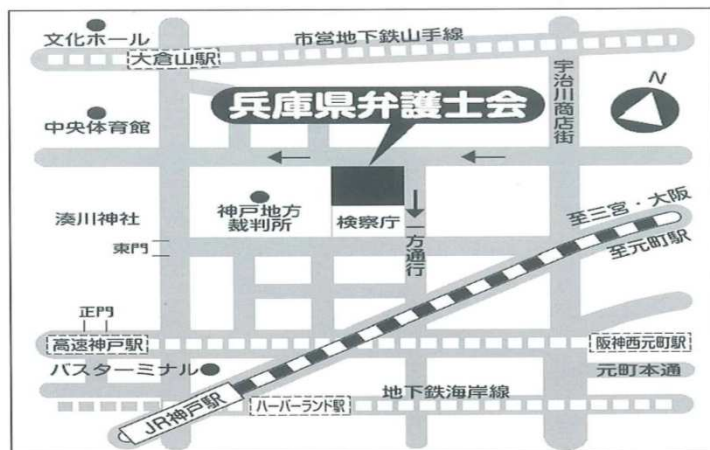 文化ホール
市営地下鉄山手線
大倉山駅
宇治川商店街
N
中央体育館
兵庫県弁護士会
湊川神社
神戸地方
裁判所
検察庁
一方通行
至三宮・大阪
至元町駅
東門
正門
高速神戸駅
阪神西元町駅
バスターミナル
元町本通
JR神戸駅
ハーバーランド駅
地下鉄海岸線